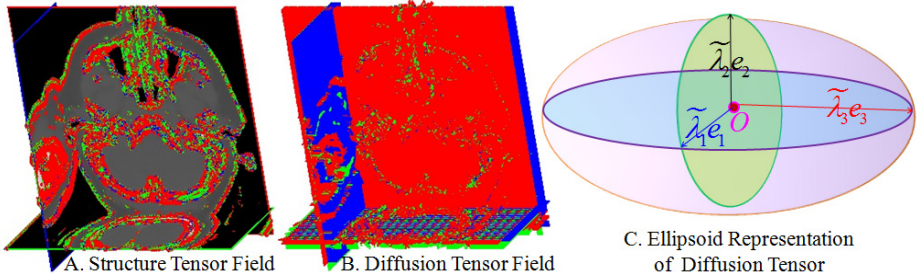 λ̃₂e₂
O
λ̃₃e₃
λ̃₁e₁
A. Structure Tensor Field
B. Diffusion Tensor Field
C. Ellipsoid Representation
of Diffusion Tensor